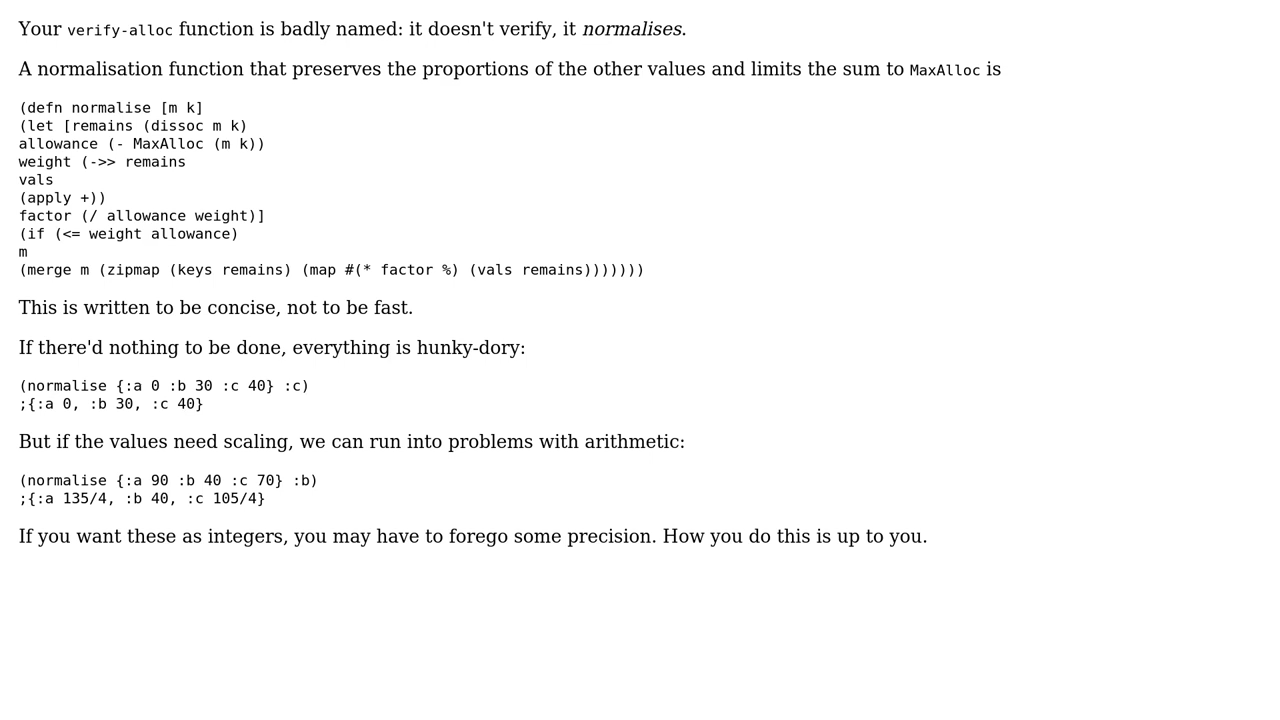 Your verify-alloc function is badly named: it doesn't verify, it normalises.
A normalisation function that preserves the proportions of the other values and limits the sum to MaxAlloc is
(defn normalise [m k]
(let [remains (dissoc m k)
allowance (- MaxAlloc (m k))
weight (->> remains
vals
(apply +))
factor (/ allowance weight)]
(if (<= weight allowance)
m
(merge m (zipmap (keys remains) (map #(* factor %) (vals remains)))))))
This is written to be concise, not to be fast.
If there'd nothing to be done, everything is hunky-dory:
(normalise {:a 0 :b 30 :c 40} :c)
;{:a 0, :b 30, :c 40}
But if the values need scaling, we can run into problems with arithmetic:
(normalise {:a 90 :b 40 :c 70} :b)
;{:a 135/4, :b 40, :c 105/4}
If you want these as integers, you may have to forego some precision. How you do this is up to you.